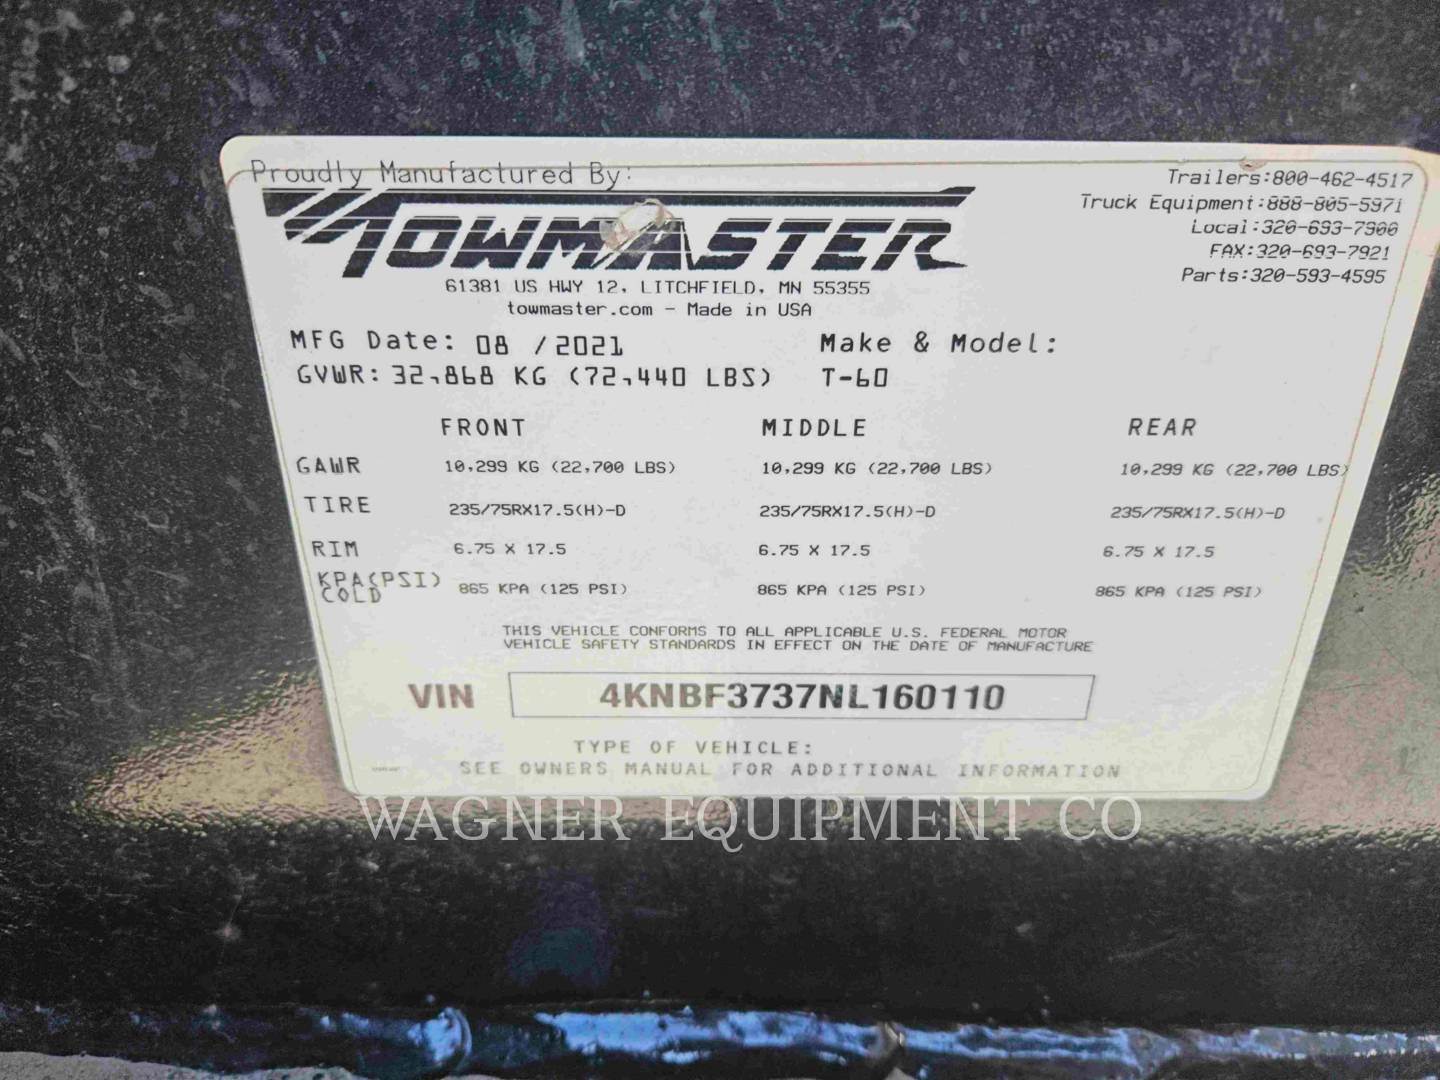 Proudly Manufactured By:
TOWMASTER
61381 US HWY 12, LITCHFIELD, MN 55355
towmaster.com - Made in USA
Trailers:800-462-4517
Truck Equipment:888-805-5971
Local:320-693-7900
FAX:320-693-7921
Parts:320-593-4595
MFG Date: 08 /2021 Make & Model:
GVWR: 32,868 KG (72,440 LBS) T-60
FRONT MIDDLE REAR
GAWR 10,299 KG (22,700 LBS) 10,299 KG (22,700 LBS) 10,299 KG (22,700 LBS)
TIRE 235/75RX17.5(H)-D 235/75RX17.5(H)-D 235/75RX17.5(H)-D
RIM 6.75 X 17.5 6.75 X 17.5 6.75 X 17.5
KPA(PSI)
COLD 865 KPA (125 PSI) 865 KPA (125 PSI) 865 KPA (125 PSI)
THIS VEHICLE CONFORMS TO ALL APPLICABLE U.S. FEDERAL MOTOR
VEHICLE SAFETY STANDARDS IN EFFECT ON THE DATE OF MANUFACTURE
VIN 4KNBF3737NL160110
TYPE OF VEHICLE:
SEE OWNERS MANUAL FOR ADDITIONAL INFORMATION
WAGNER EQUIPMENT CO